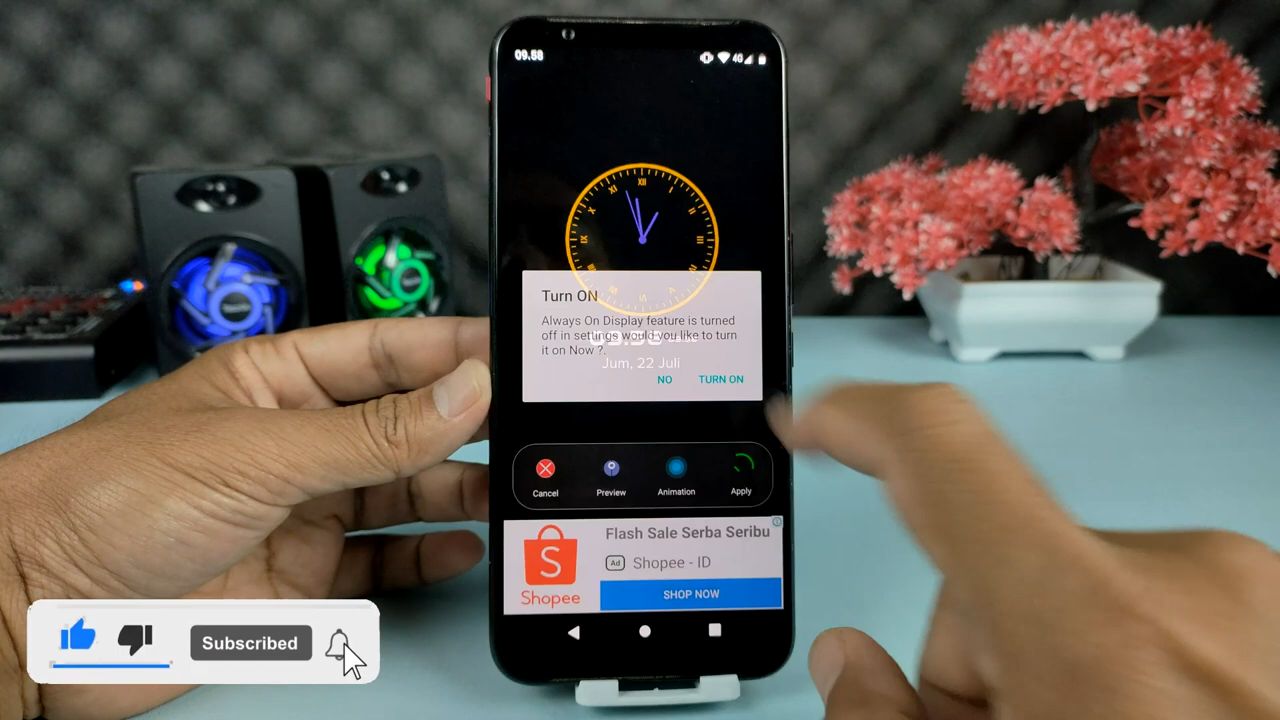 09.58
4G
XII
Turn ON
Always On Display feature is turned
off in settings would you like to turn
it on Now ?.
Jum, 22 Juli
NO
TURN ON
Cancel
Preview
Animation
Apply
Flash Sale Serba Seribu
Ad
Shopee - ID
S
Shopee
SHOP NOW
Subscribed